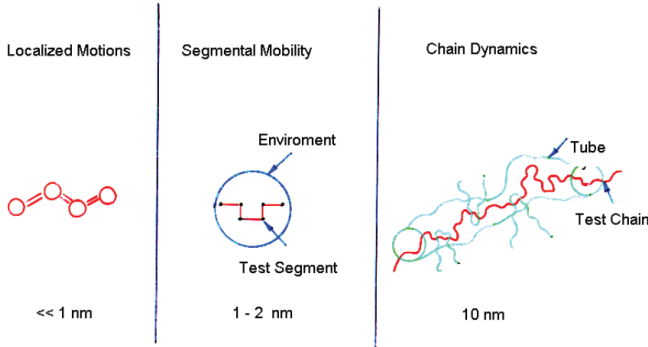 Localized Motions
Segmental Mobility
Chain Dynamics
Enviroment
Tube
Test Chain
Test Segment
<< 1 nm
1 - 2 nm
10 nm